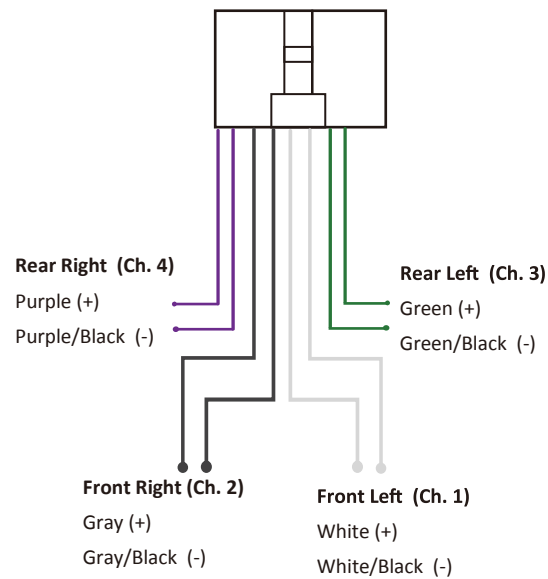 Rear Right  (Ch. 4)
Purple (+)
Purple/Black  (-)
Rear Left  (Ch. 3)
Green (+)
Green/Black  (-)
Front Right (Ch. 2)
Gray (+)
Gray/Black  (-)
Front Left  (Ch. 1)
White (+)
White/Black  (-)